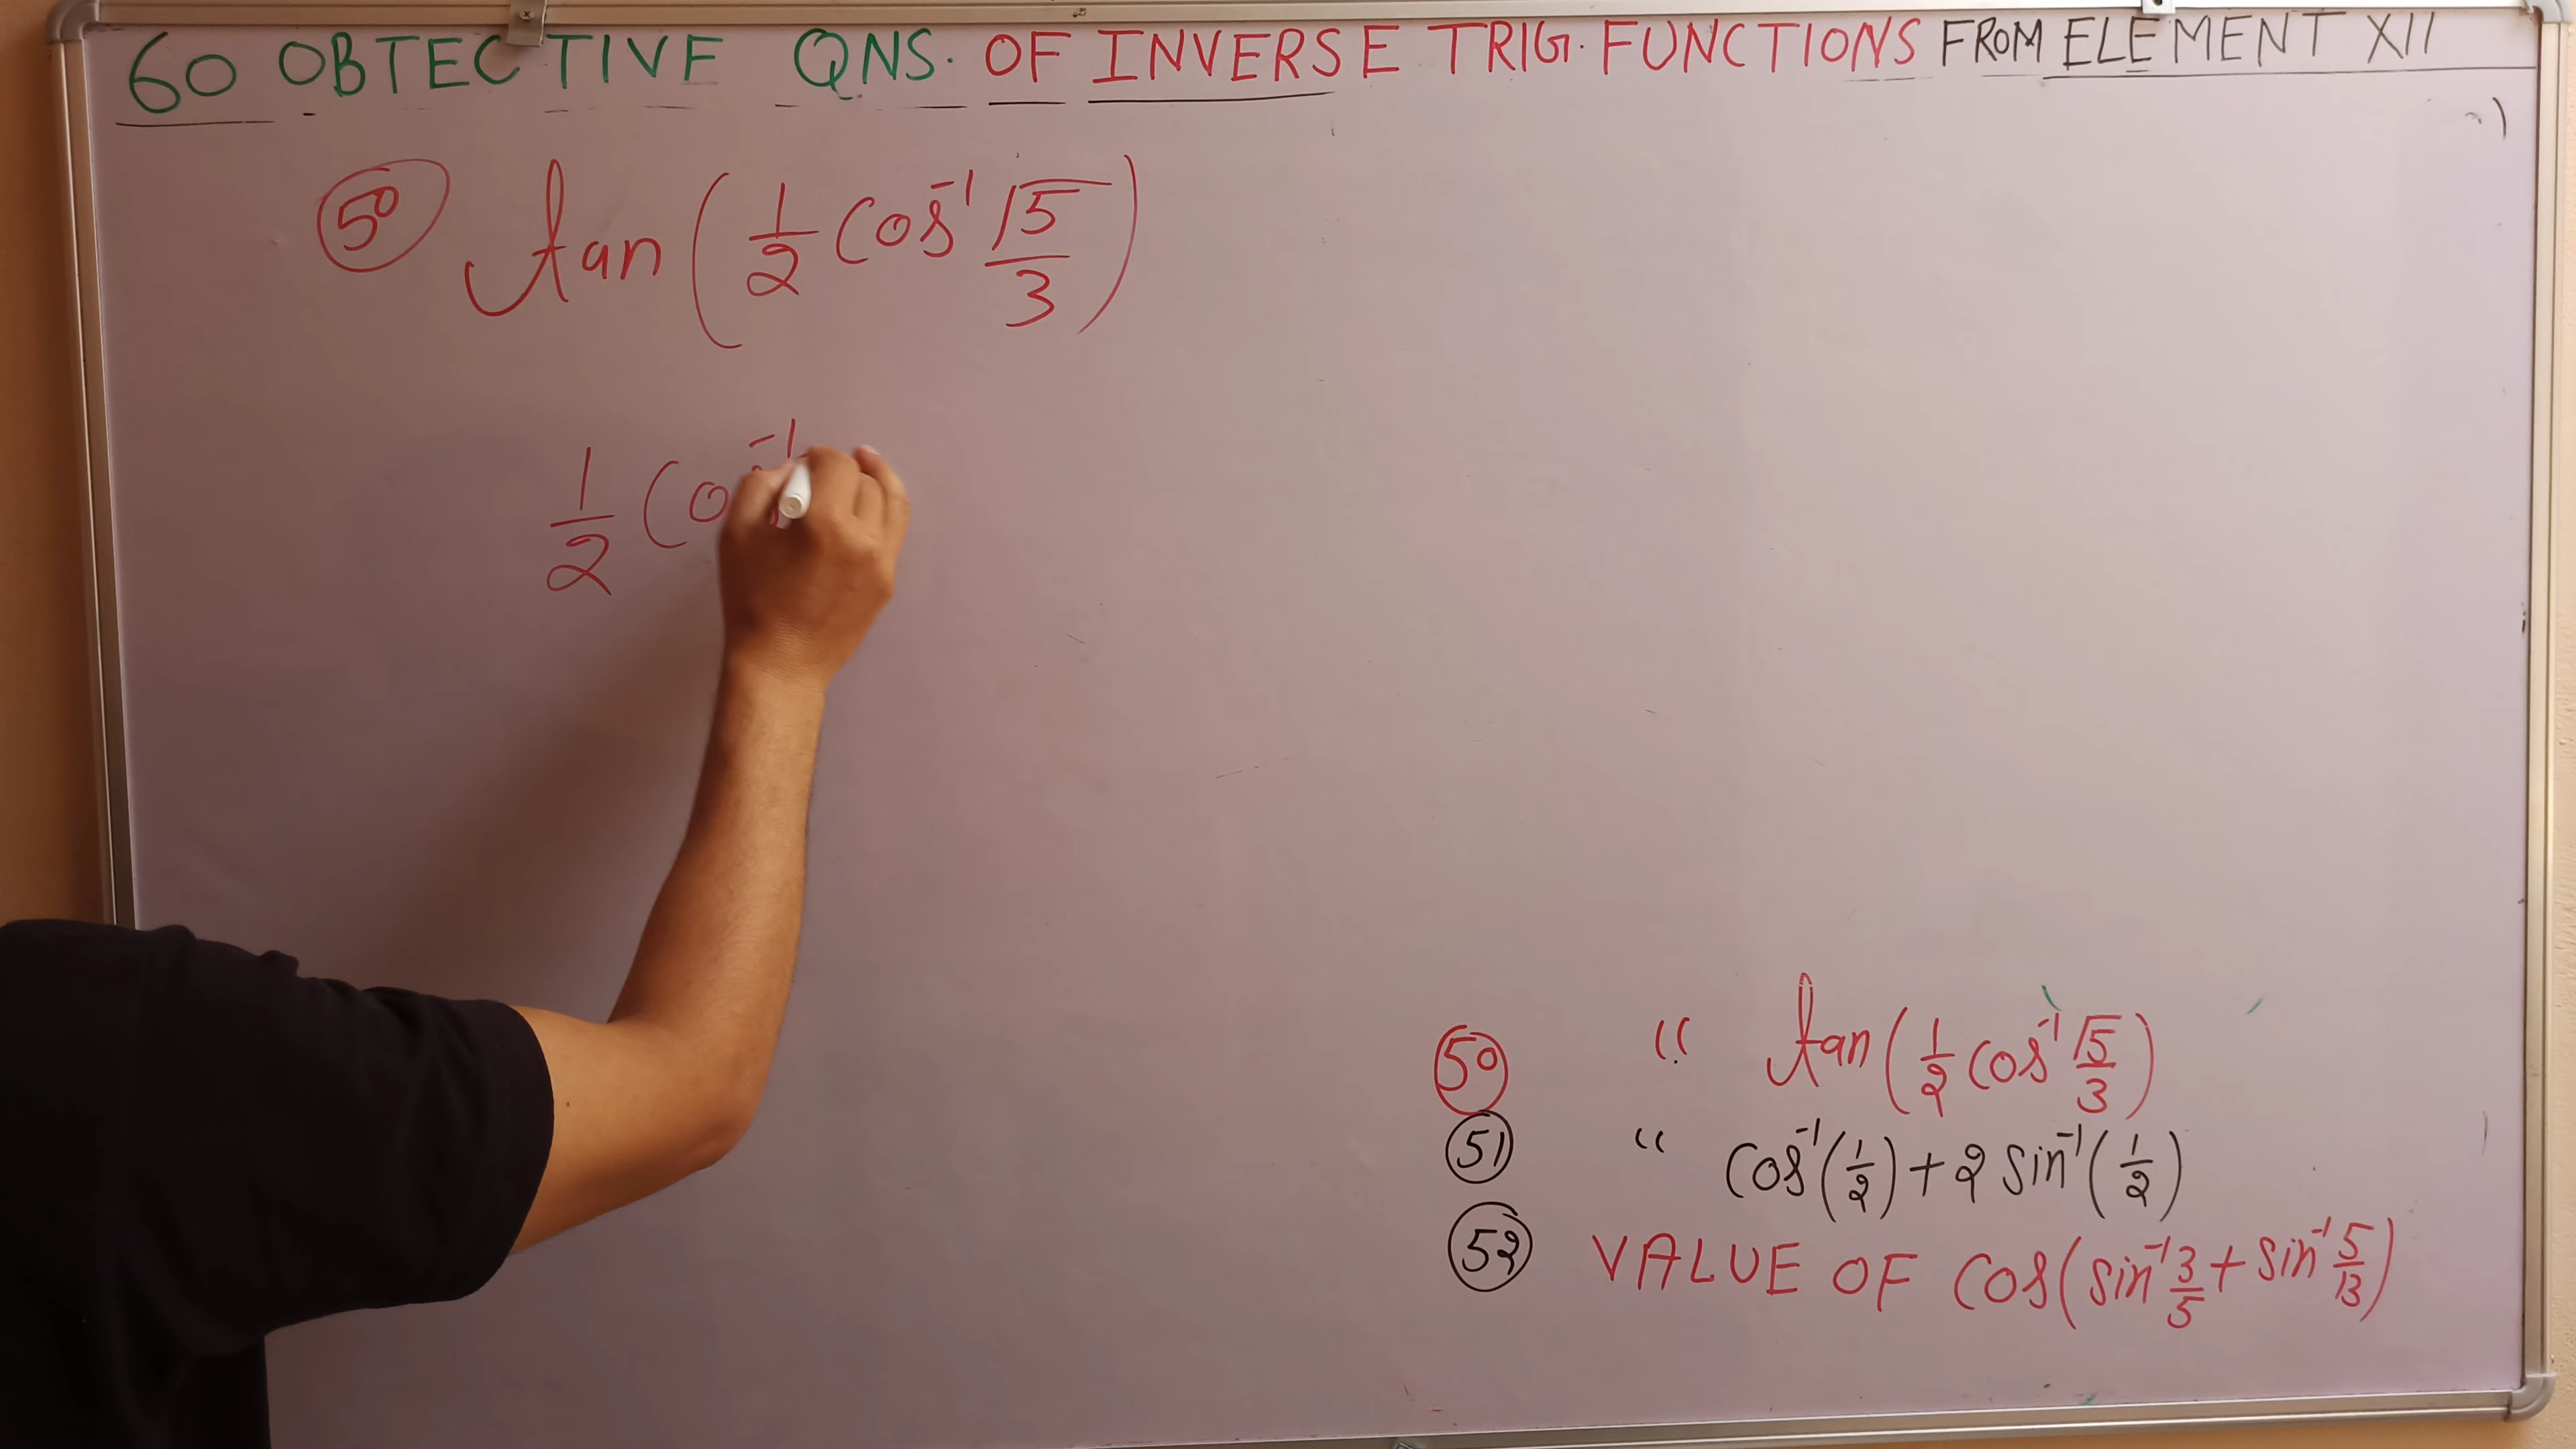 60 OBTECTIVE QNS. OF INVERSE TRIG. FUNCTIONS FROM ELEMENT XII
50 tan(1/2 cos⁻¹ √5/3)
1/2 co⁻¹
50 " tan(1/2 cos⁻¹ √5/3)
51 " cos⁻¹(1/2) + 2 sin⁻¹(1/2)
52 VALUE OF cos(sin⁻¹ 3/5 + sin⁻¹ 5/13)